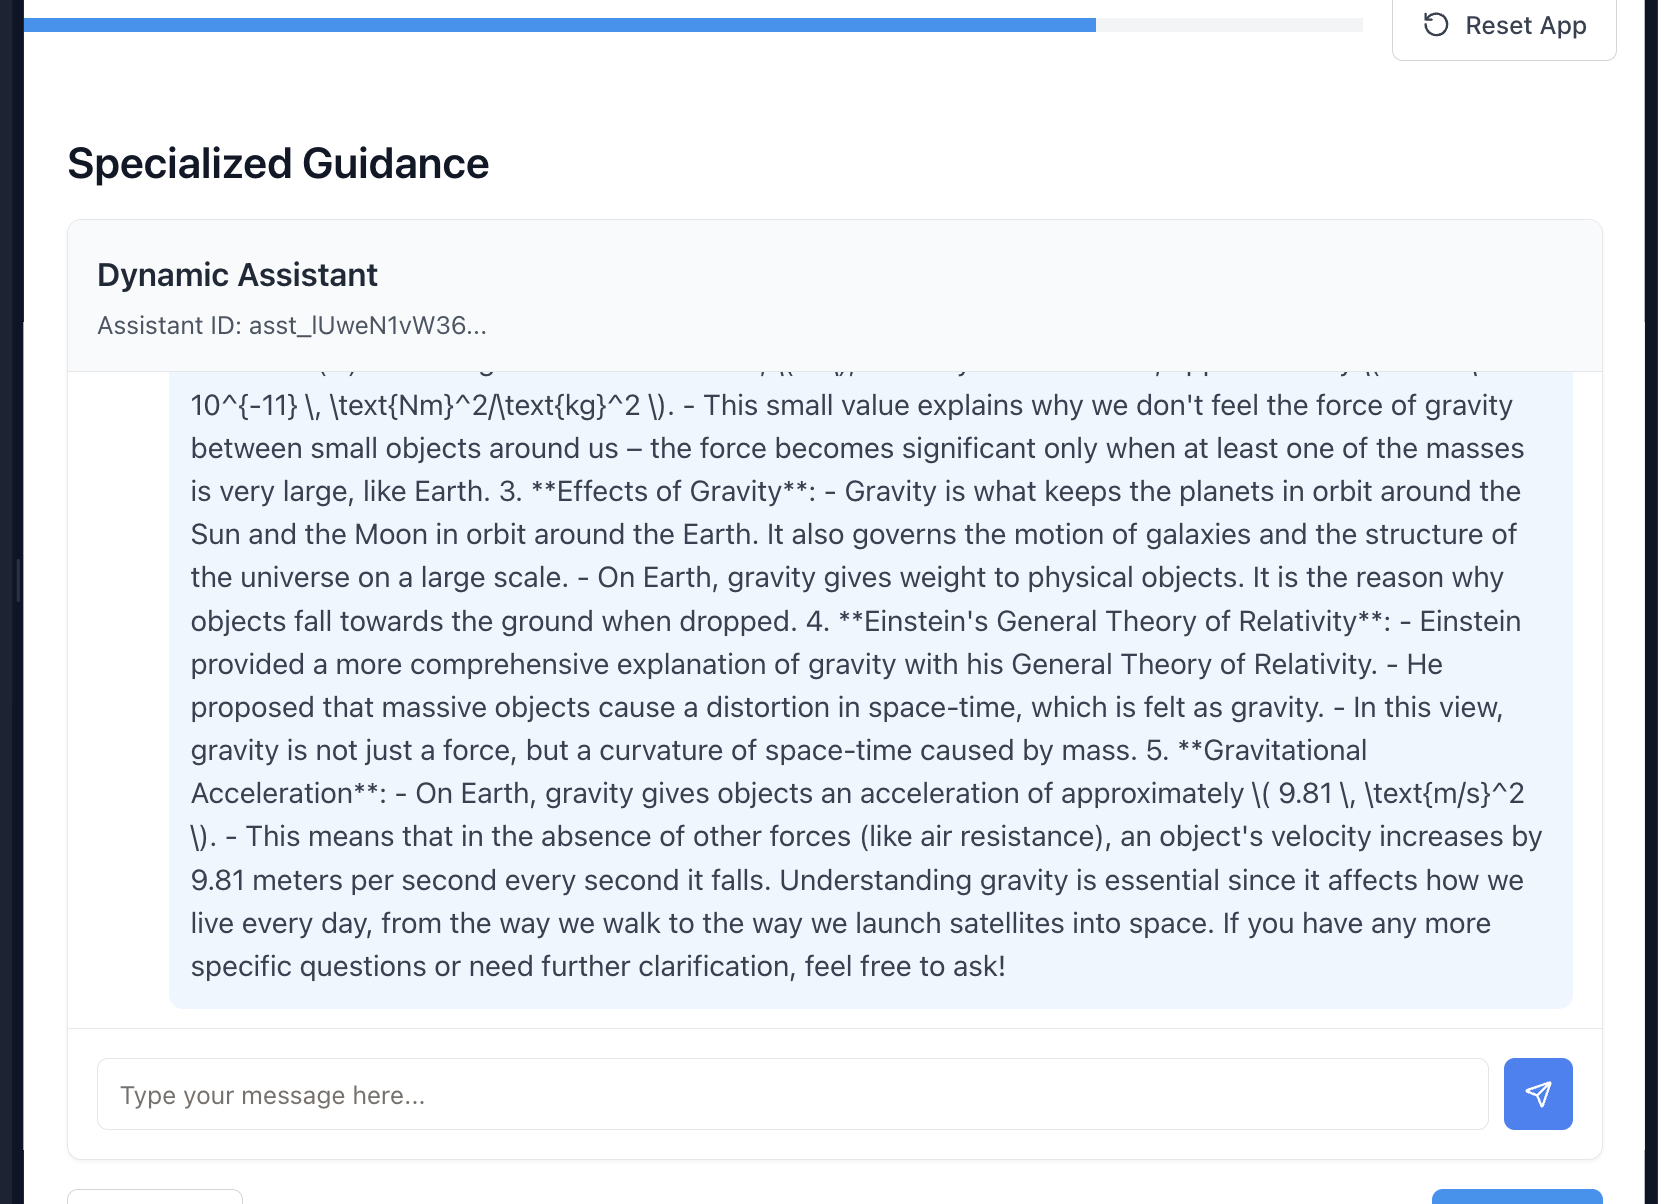 Reset App
Specialized Guidance
Dynamic Assistant
Assistant ID: asst_lUweN1vW36...
10^{-11} \, \text{Nm}^2/\text{kg}^2 \). - This small value explains why we don't feel the force of gravity
between small objects around us – the force becomes significant only when at least one of the masses
is very large, like Earth. 3. **Effects of Gravity**: - Gravity is what keeps the planets in orbit around the
Sun and the Moon in orbit around the Earth. It also governs the motion of galaxies and the structure of
the universe on a large scale. - On Earth, gravity gives weight to physical objects. It is the reason why
objects fall towards the ground when dropped. 4. **Einstein's General Theory of Relativity**: - Einstein
provided a more comprehensive explanation of gravity with his General Theory of Relativity. - He
proposed that massive objects cause a distortion in space-time, which is felt as gravity. - In this view,
gravity is not just a force, but a curvature of space-time caused by mass. 5. **Gravitational
Acceleration**: - On Earth, gravity gives objects an acceleration of approximately \( 9.81 \, \text{m/s}^2
\). - This means that in the absence of other forces (like air resistance), an object's velocity increases by
9.81 meters per second every second it falls. Understanding gravity is essential since it affects how we
live every day, from the way we walk to the way we launch satellites into space. If you have any more
specific questions or need further clarification, feel free to ask!
Type your message here...